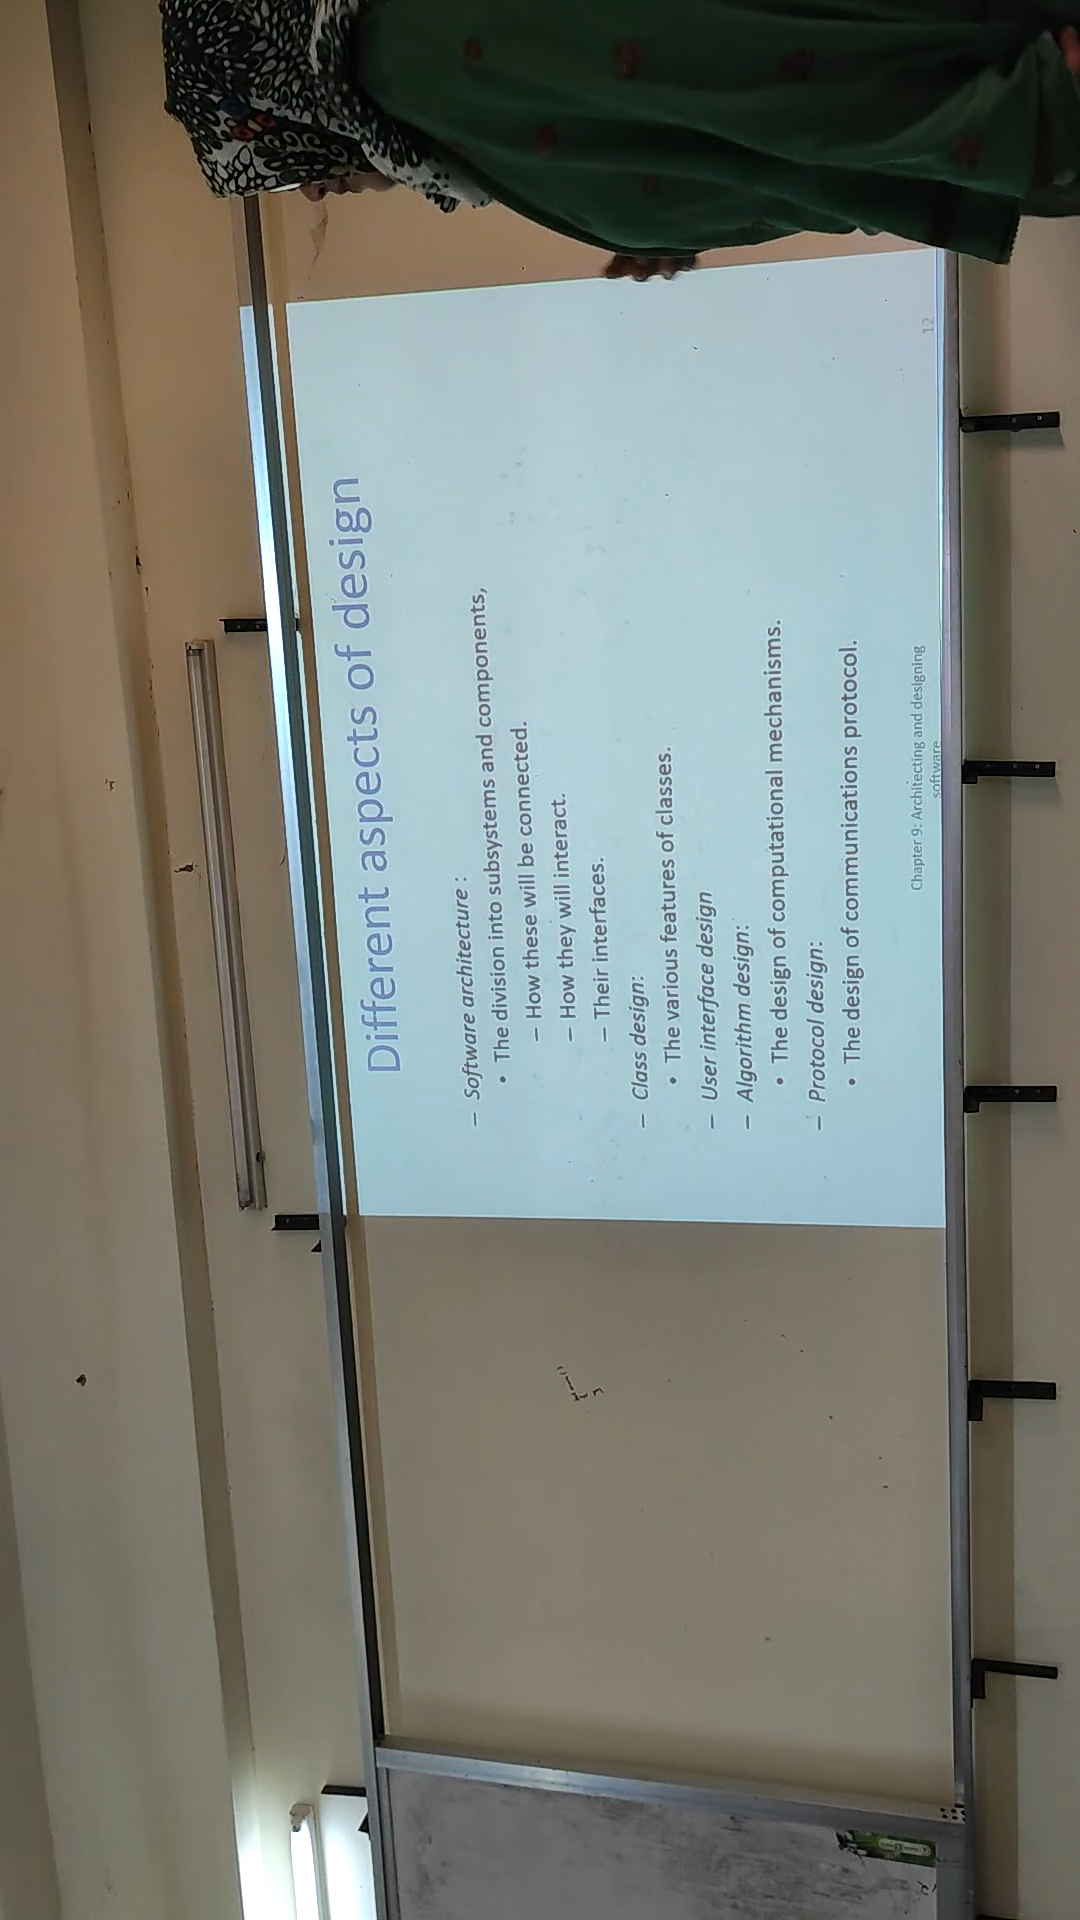 Different aspects of design
– Software architecture :
• The division into subsystems and components,
– How these will be connected.
– How they will interact.
– Their interfaces.
– Class design:
• The various features of classes.
– User interface design
– Algorithm design:
• The design of computational mechanisms.
– Protocol design:
• The design of communications protocol.
Chapter 9: Architecting and designing
software
12